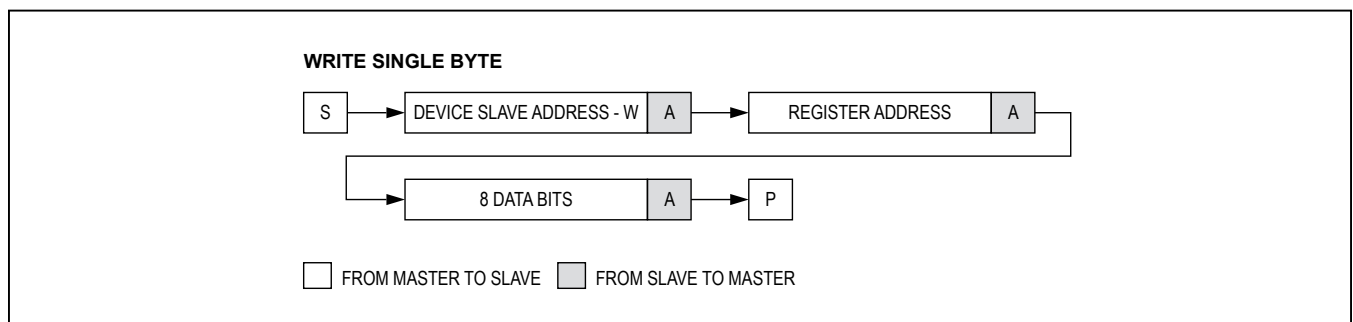 WRITE SINGLE BYTE
S DEVICE SLAVE ADDRESS - W A REGISTER ADDRESS A
8 DATA BITS A P
FROM MASTER TO SLAVE FROM SLAVE TO MASTER